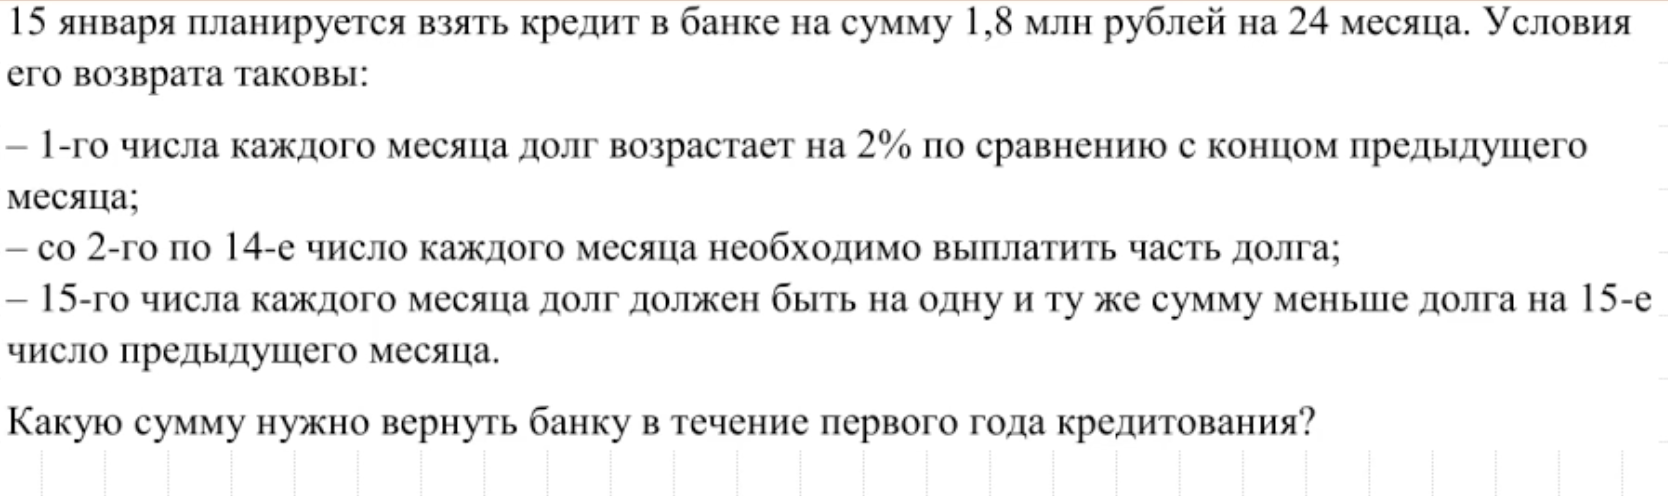 15 января планируется взять кредит в банке на сумму 1,8 млн рублей на 24 месяца. Условия
его возврата таковы:
– 1-го числа каждого месяца долг возрастает на 2% по сравнению с концом предыдущего
месяца;
– со 2-го по 14-е число каждого месяца необходимо выплатить часть долга;
– 15-го числа каждого месяца долг должен быть на одну и ту же сумму меньше долга на 15-е
число предыдущего месяца.
Какую сумму нужно вернуть банку в течение первого года кредитования?